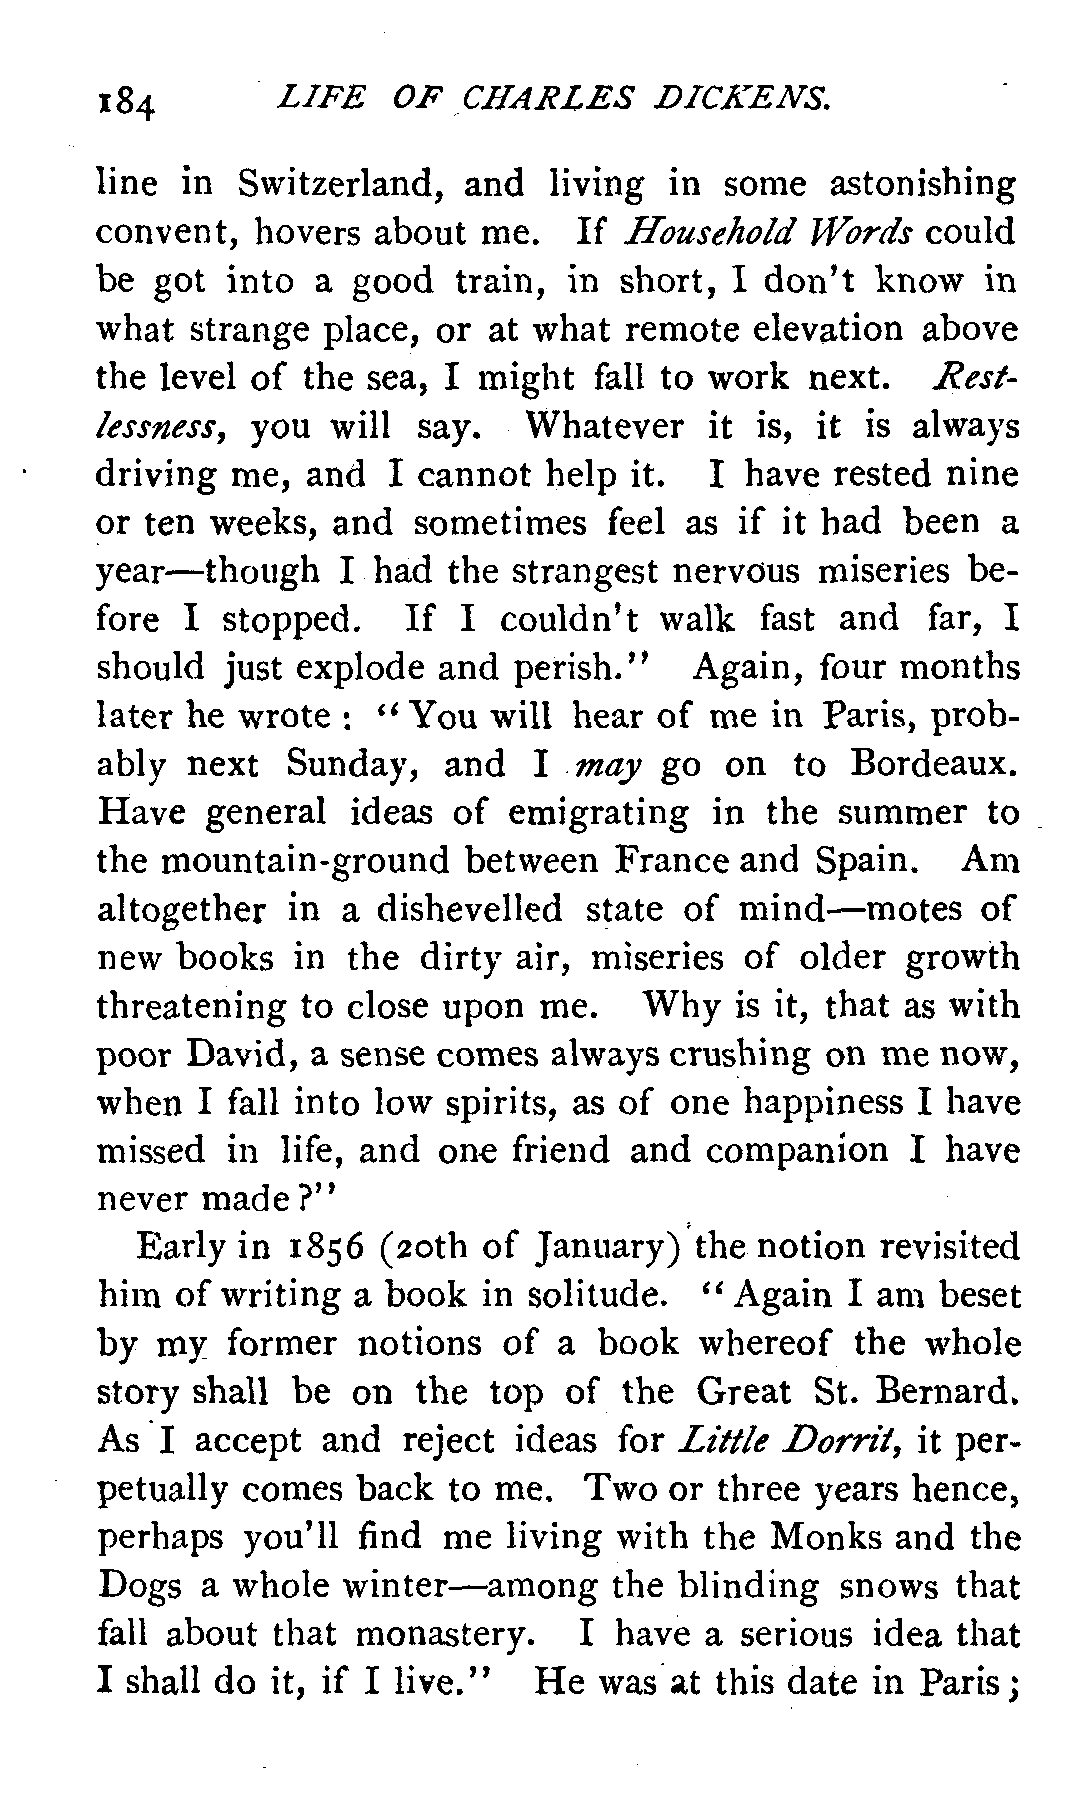 184 LIFE OF CHARLES DICKENS.
line in Switzerland, and living in some astonishing
convent, hovers about me. If Household Words could
be got into a good train, in short, I don't know in
what strange place, or at what remote elevation above
the level of the sea, I might fall to work next. Rest-
lessness, you will say. Whatever it is, it is always
driving me, and I cannot help it. I have rested nine
or ten weeks, and sometimes feel as if it had been a
year—though I had the strangest nervous miseries be-
fore I stopped. If I couldn't walk fast and far, I
should just explode and perish." Again, four months
later he wrote : "You will hear of me in Paris, prob-
ably next Sunday, and I may go on to Bordeaux.
Have general ideas of emigrating in the summer to
the mountain-ground between France and Spain. Am
altogether in a dishevelled state of mind—motes of
new books in the dirty air, miseries of older growth
threatening to close upon me. Why is it, that as with
poor David, a sense comes always crushing on me now,
when I fall into low spirits, as of one happiness I have
missed in life, and one friend and companion I have
never made?"
Early in 1856 (20th of January) the notion revisited
him of writing a book in solitude. "Again I am beset
by my former notions of a book whereof the whole
story shall be on the top of the Great St. Bernard.
As I accept and reject ideas for Little Dorrit, it per-
petually comes back to me. Two or three years hence,
perhaps you'll find me living with the Monks and the
Dogs a whole winter—among the blinding snows that
fall about that monastery. I have a serious idea that
I shall do it, if I live." He was at this date in Paris;